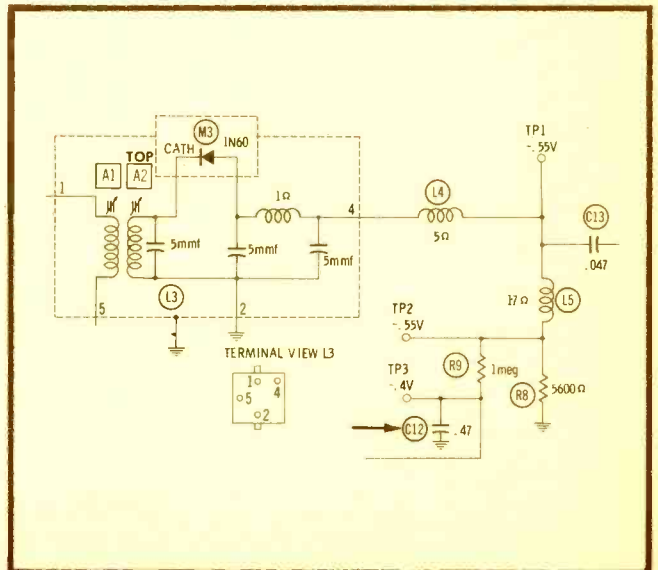 M3 1N60
CATH
TOP
A1 A2
1
1Ω
4
5mmf
5mmf
5mmf
L3
5
2
TERMINAL VIEW L3
1
4
5
2
L4
5Ω
TP1
-.55V
C13
.047
17Ω L5
TP2
-.55V
R9 1meg
TP3
-.4V
R8 5600Ω
C12 .47